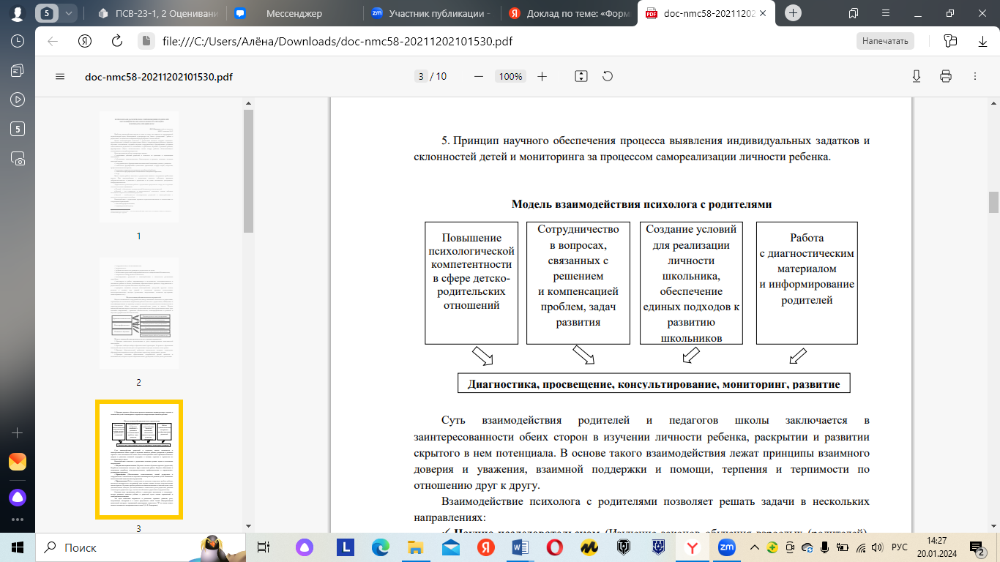 5
ПСВ-23-1, 2 Оцениван
Мессенджер
Участник публикации -
Доклад по теме: «Форм
doc-nmc58-2021120
file:///C:/Users/Алёна/Downloads/doc-nmc58-20211202101530.pdf
Напечатать
doc-nmc58-20211202101530.pdf
3 / 10
100%
5
1
2
3
5. Принцип научного обеспечения процесса выявления индивидуальных задатков и
склонностей детей и мониторинга за процессом самореализации личности ребенка.
Модель взаимодействия психолога с родителями
Повышение
психологической
компетентности
в сфере детско-
родительских
отношений
Сотрудничество
в вопросах,
связанных с
решением
и компенсацией
проблем, задач
развития
Создание условий
для реализации
личности
школьника,
обеспечение
единых подходов к
развитию
школьников
Работа
с диагностическим
материалом
и информирование
родителей
Диагностика, просвещение, консультирование, мониторинг, развитие
Суть взаимодействия родителей и педагогов школы заключается в
заинтересованности обеих сторон в изучении личности ребенка, раскрытии и развитии
скрытого в нем потенциала. В основе такого взаимодействия лежат принципы взаимного
доверия и уважения, взаимной поддержки и помощи, терпения и терпимости по
отношению друг к другу.
Взаимодействие психолога с родителями позволяет решать задачи в нескольких
направлениях:
Поиск
РУС
14:27
20.01.2024
2